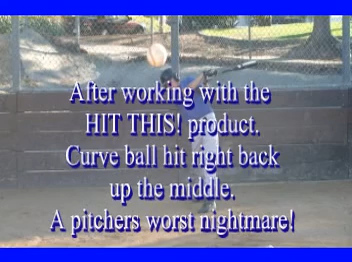 After working with the
HIT THIS! product.
Curve ball hit right back
up the middle.
A pitchers worst nightmare!